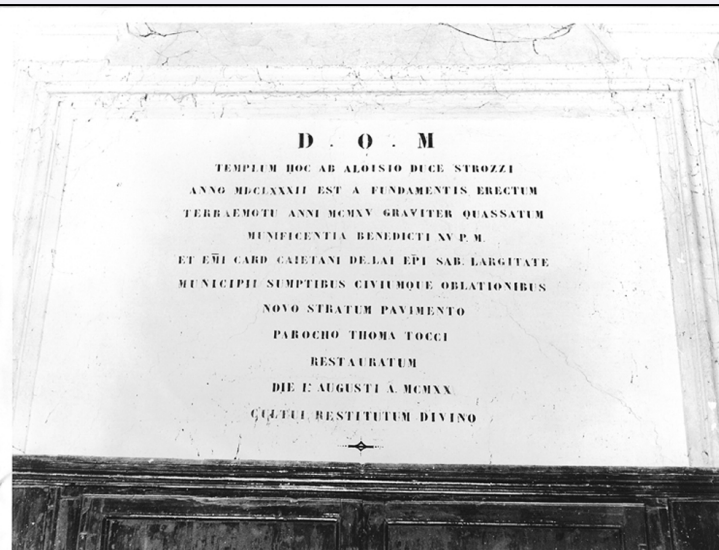 D . O . M
TEMPLUM HOC AB ALOISIO DUCE STROZZI
ANNO MDCLXXXII EST A FUNDAMENTIS ERECTUM
TERRAEMOTU ANNI MCMXV GRAVITER QUASSATUM
MUNIFICENTIA BENEDICTI XV P. M.
ET EM̄I CARD CAIETANI DE LAI EP̄I SAB. LARGITATE
MUNICIPII SUMPTIBUS CIVIUMQUE OBLATIONIBUS
NOVO STRATUM PAVIMENTO
PAROCHO THOMA TOCCI
RESTAURATUM
DIE I. AUGUSTI A. MCMXX
CULTUI RESTITUTUM DIVINO